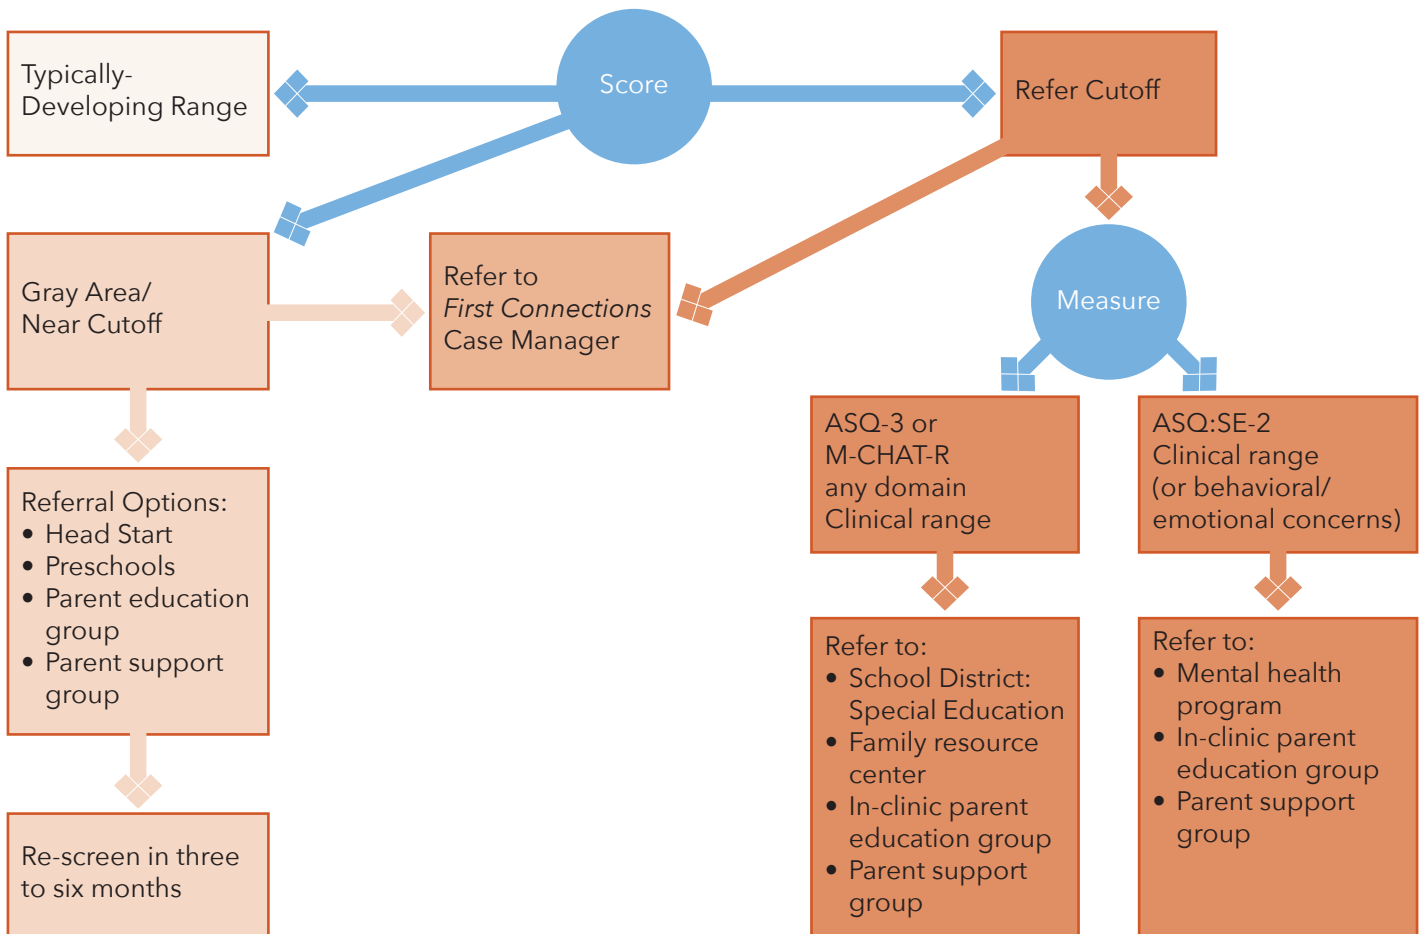 Typically-
Developing Range
Score
Refer Cutoff
Gray Area/
Near Cutoff
Refer to
First Connections
Case Manager
Measure
ASQ-3 or
M-CHAT-R
any domain
Clinical range
ASQ:SE-2
Clinical range
(or behavioral/
emotional concerns)
Referral Options:
• Head Start
• Preschools
• Parent education
group
• Parent support
group
Refer to:
• School District:
Special Education
• Family resource
center
• In-clinic parent
education group
• Parent support
group
Refer to:
• Mental health
program
• In-clinic parent
education group
• Parent support
group
Re-screen in three
to six months